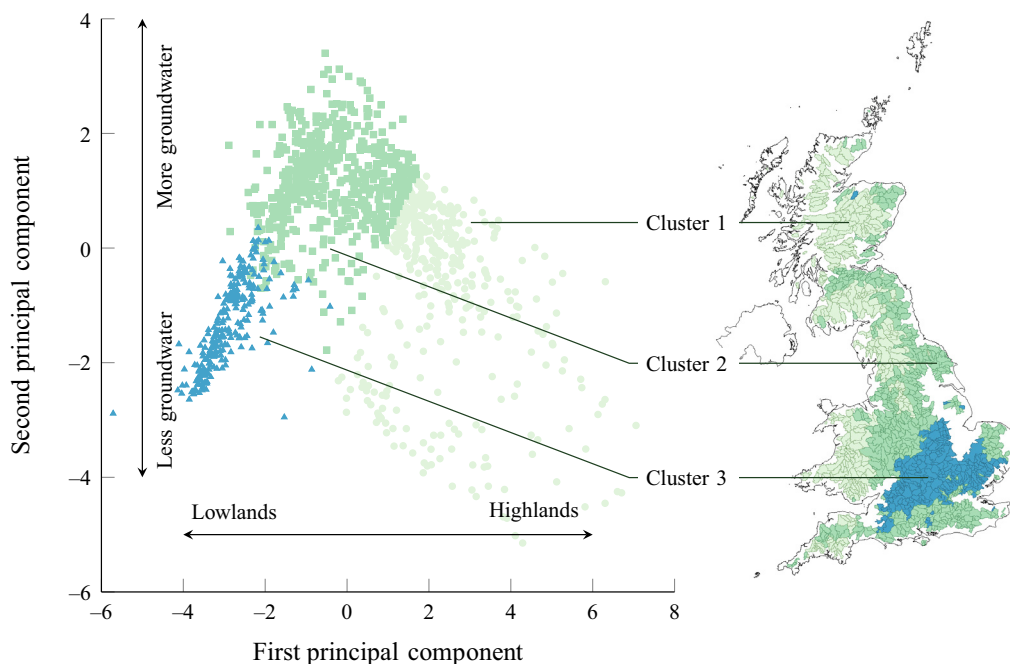 4
2
0
−2
−4
−6
Second principal component
More groundwater
Less groundwater
Lowlands
Highlands
Cluster 1
Cluster 2
Cluster 3
−6
−4
−2
0
2
4
6
8
First principal component